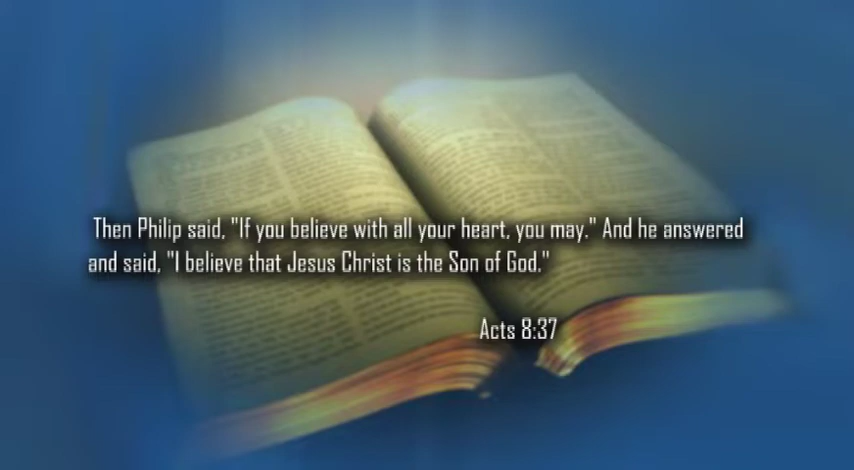 Then Philip said, "If you believe with all your heart, you may." And he answered
and said, "I believe that Jesus Christ is the Son of God."
Acts 8:37